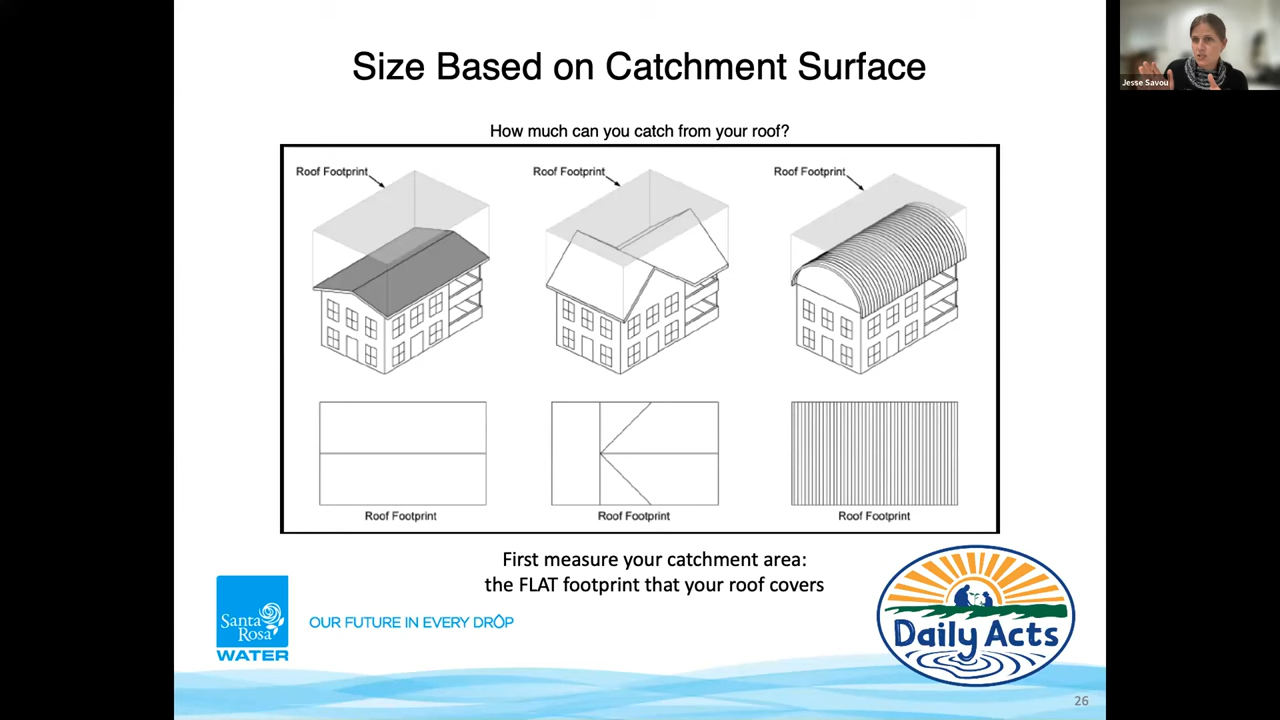 Size Based on Catchment Surface
Jesse Savou
How much can you catch from your roof?
Roof Footprint
Roof Footprint
Roof Footprint
Roof Footprint
Roof Footprint
Roof Footprint
First measure your catchment area:
the FLAT footprint that your roof covers
Santa
Rosa
WATER
OUR FUTURE IN EVERY DROP
Daily Acts
26